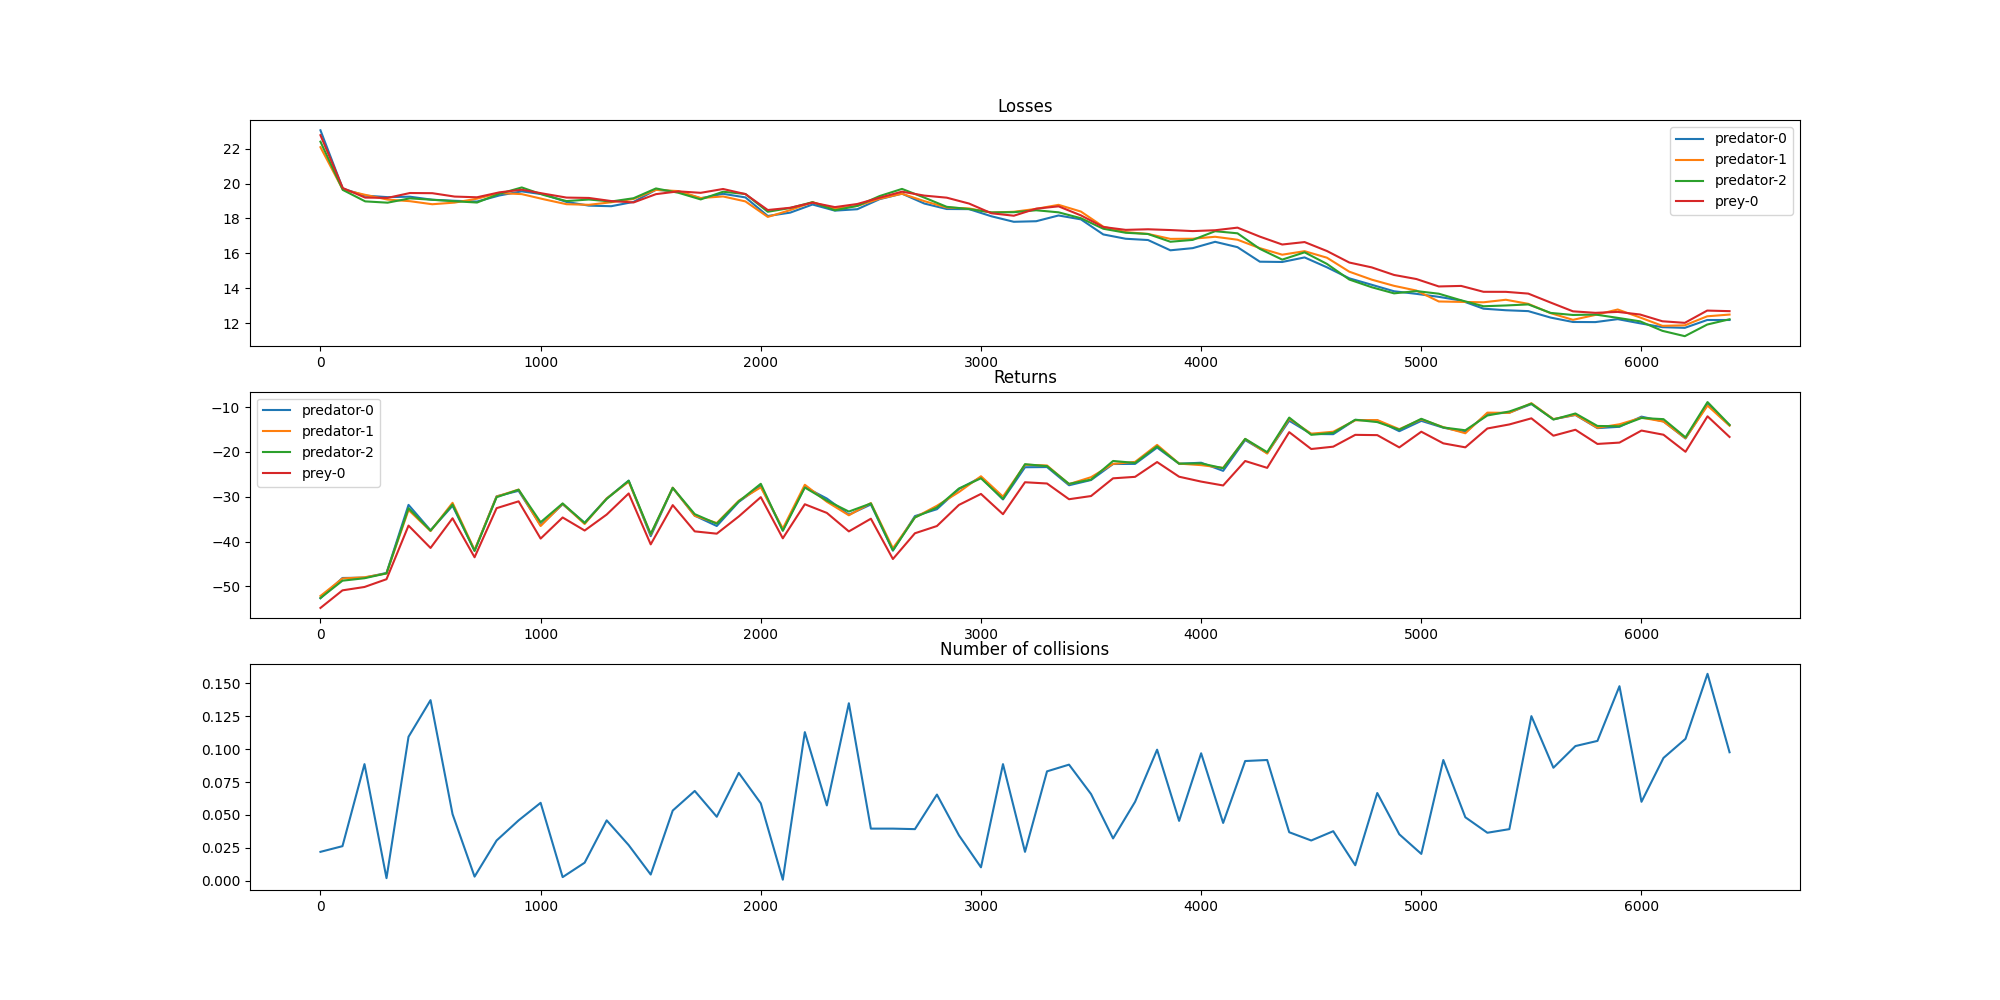 Losses
22
20
18
16
14
12
predator-0
predator-1
predator-2
prey-0
0 1000 2000 3000 4000 5000 6000
Returns
−10
−20
−30
−40
−50
predator-0
predator-1
predator-2
prey-0
0 1000 2000 3000 4000 5000 6000
Number of collisions
0.150
0.125
0.100
0.075
0.050
0.025
0.000
0 1000 2000 3000 4000 5000 6000